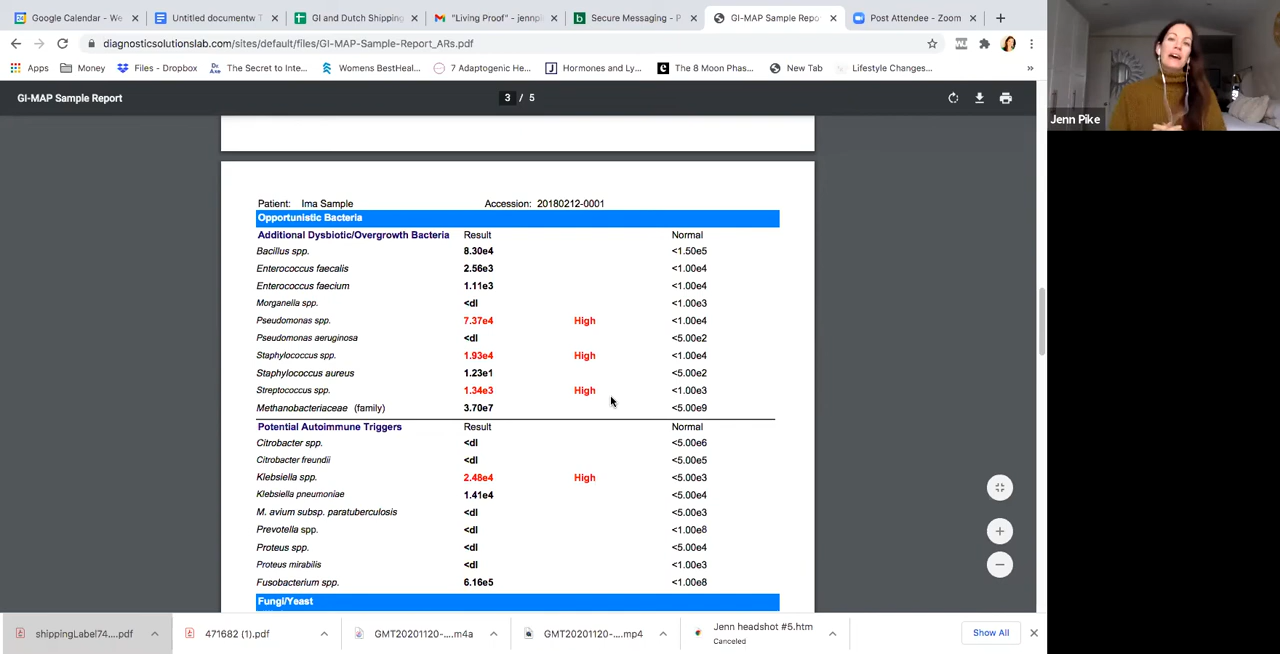 Google Calendar - We
Untitled documentw T
GI and Dutch Shipping
"Living Proof" - jennpi
Secure Messaging - P
GI-MAP Sample Repo
Post Attendee - Zoom
diagnosticsolutionslab.com/sites/default/files/GI-MAP-Sample-Report_ARs.pdf
Apps
Money
Files - Dropbox
The Secret to Inte...
Womens BestHeal...
7 Adaptogenic He...
Hormones and Ly...
The 8 Moon Phas...
New Tab
Lifestyle Changes...
»
GI-MAP Sample Report
3 / 5
Jenn Pike
Patient: Ima Sample Accession: 20180212-0001
Opportunistic Bacteria
Additional Dysbiotic/Overgrowth Bacteria Result Normal
Bacillus spp. 8.30e4 <1.50e5
Enterococcus faecalis 2.56e3 <1.00e4
Enterococcus faecium 1.11e3 <1.00e4
Morganella spp. <dl <1.00e3
Pseudomonas spp. 7.37e4 High <1.00e4
Pseudomonas aeruginosa <dl <5.00e2
Staphylococcus spp. 1.93e4 High <1.00e4
Staphylococcus aureus 1.23e1 <5.00e2
Streptococcus spp. 1.34e3 High <1.00e3
Methanobacteriaceae (family) 3.70e7 <5.00e9
Potential Autoimmune Triggers Result Normal
Citrobacter spp. <dl <5.00e6
Citrobacter freundii <dl <5.00e5
Klebsiella spp. 2.48e4 High <5.00e3
Klebsiella pneumoniae 1.41e4 <5.00e4
M. avium subsp. paratuberculosis <dl <5.00e3
Prevotella spp. <dl <1.00e8
Proteus spp. <dl <5.00e4
Proteus mirabilis <dl <1.00e3
Fusobacterium spp. 6.16e5 <1.00e8
Fungi/Yeast
shippingLabel74....pdf
471682 (1).pdf
GMT20201120-....m4a
GMT20201120-....mp4
Jenn headshot #5.htm
Canceled
Show All